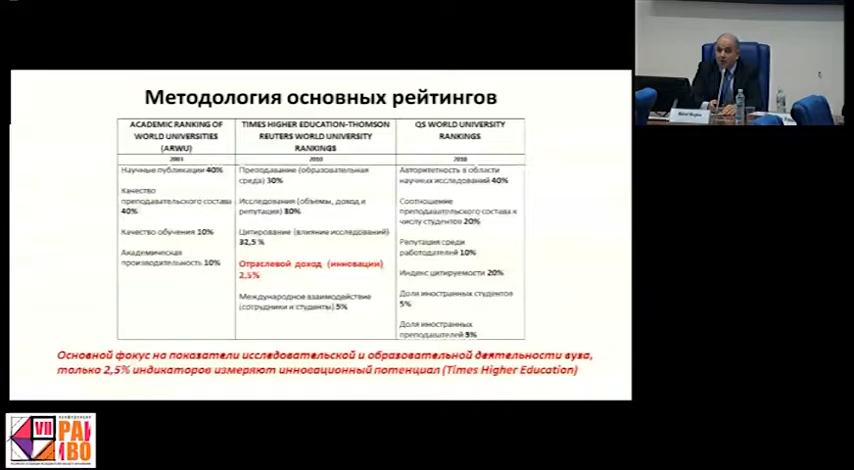 Методология основных рейтингов
ACADEMIC RANKING OF
WORLD UNIVERSITIES
(ARWU)
2003
Научные публикации 40%
Качество
преподавательского состава
40%
Качество обучения 10%
Академическая
производительность 10%
TIMES HIGHER EDUCATION-THOMSON
REUTERS WORLD UNIVERSITY
RANKINGS
2010
Преподавание (образовательная
среда) 30%
Исследования (объемы, доход и
репутация) 30%
Цитирование (влияние исследований)
32,5 %
Отраслевой доход (инновации)
2,5%
Международное взаимодействие
(сотрудники и студенты) 5%
QS WORLD UNIVERSITY
RANKINGS
2010
Авторитетность в области
научных исследований 40%
Соотношение
преподавательского состава к
числу студентов 20%
Репутация среди
работодателей 10%
Индекс цитируемости 20%
Доля иностранных студентов
5%
Доля иностранных
преподавателей 5%
Основной фокус на показатели исследовательской и образовательной деятельности вуза,
только 2,5% индикаторов измеряют инновационный потенциал (Times Higher Education)
VII
РАИ
ВО